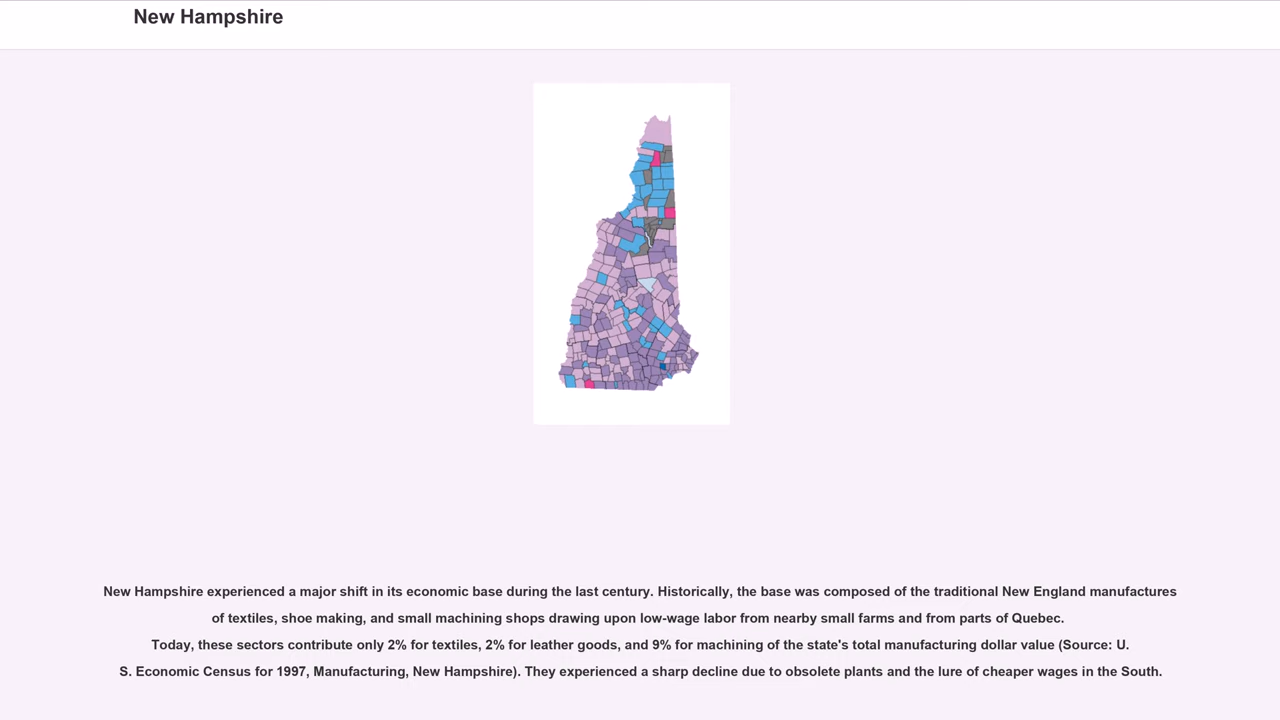 New Hampshire
New Hampshire experienced a major shift in its economic base during the last century. Historically, the base was composed of the traditional New England manufactures
of textiles, shoe making, and small machining shops drawing upon low-wage labor from nearby small farms and from parts of Quebec.
Today, these sectors contribute only 2% for textiles, 2% for leather goods, and 9% for machining of the state's total manufacturing dollar value (Source: U.
S. Economic Census for 1997, Manufacturing, New Hampshire). They experienced a sharp decline due to obsolete plants and the lure of cheaper wages in the South.